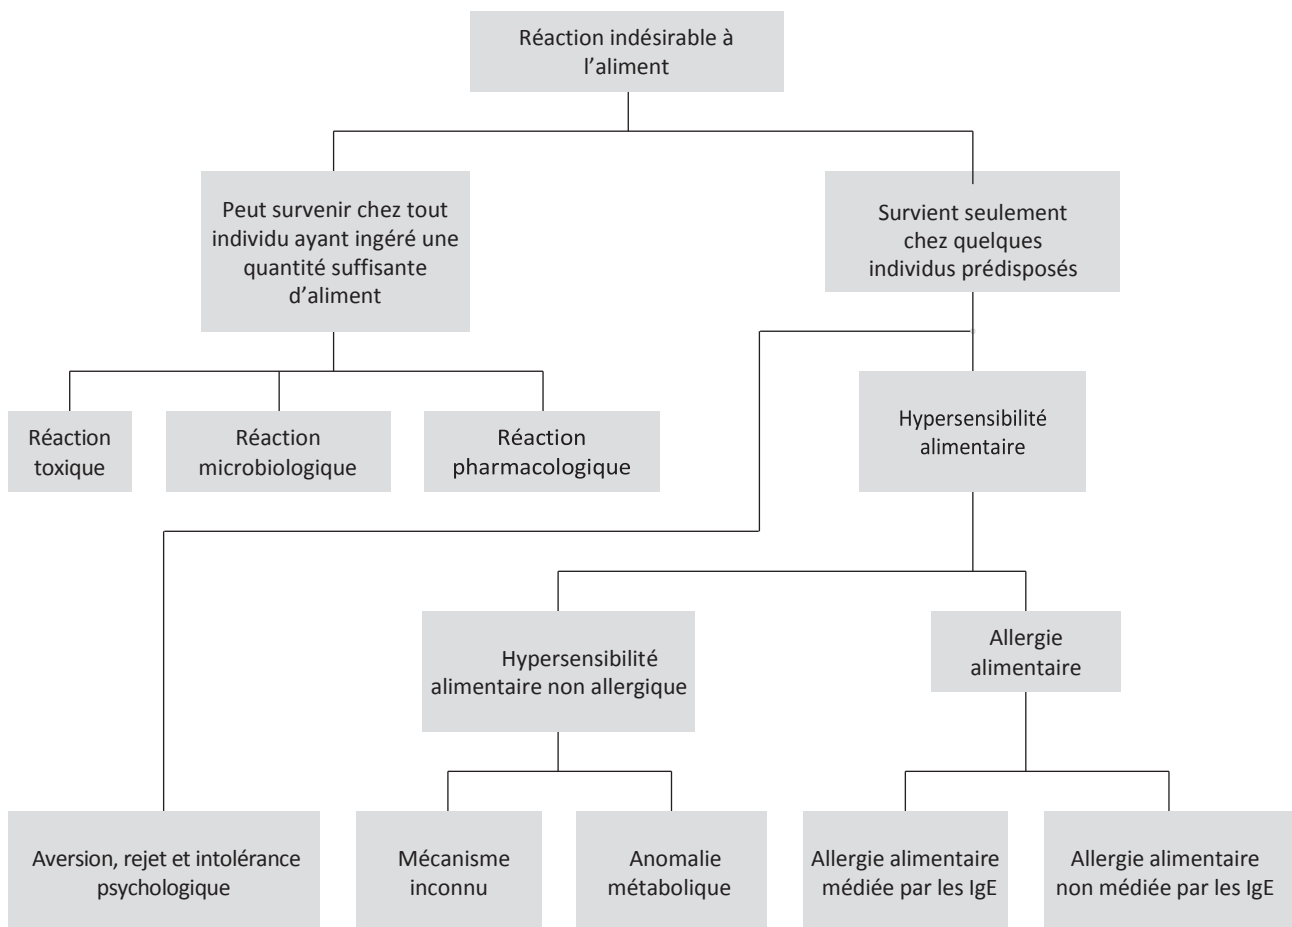 Réaction indésirable à
l’aliment
Peut survenir chez tout
individu ayant ingéré une
quantité suffisante
d’aliment
Survient seulement
chez quelques
individus prédisposés
Réaction
toxique
Réaction
microbiologique
Réaction
pharmacologique
Hypersensibilité
alimentaire
Hypersensibilité
alimentaire non allergique
Allergie
alimentaire
Aversion, rejet et intolérance
psychologique
Mécanisme
inconnu
Anomalie
métabolique
Allergie alimentaire
médiée par les IgE
Allergie alimentaire
non médiée par les IgE